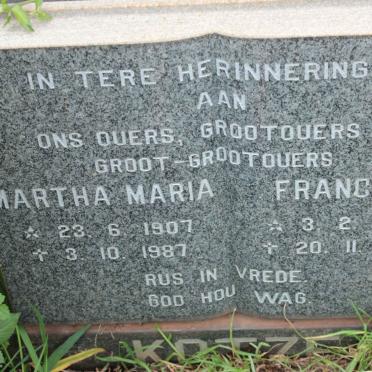 IN TERE HERINNERING
AAN
ONS OUERS, GROOTOUERS
GROOT-GROOTOUERS
MARTHA MARIA FRANC
☆ 23. 6. 1907 ☆ 3. 2
✝ 3. 10. 1987 ✝ 20. 11.
RUS IN VREDE.
GOD HOU WAG.